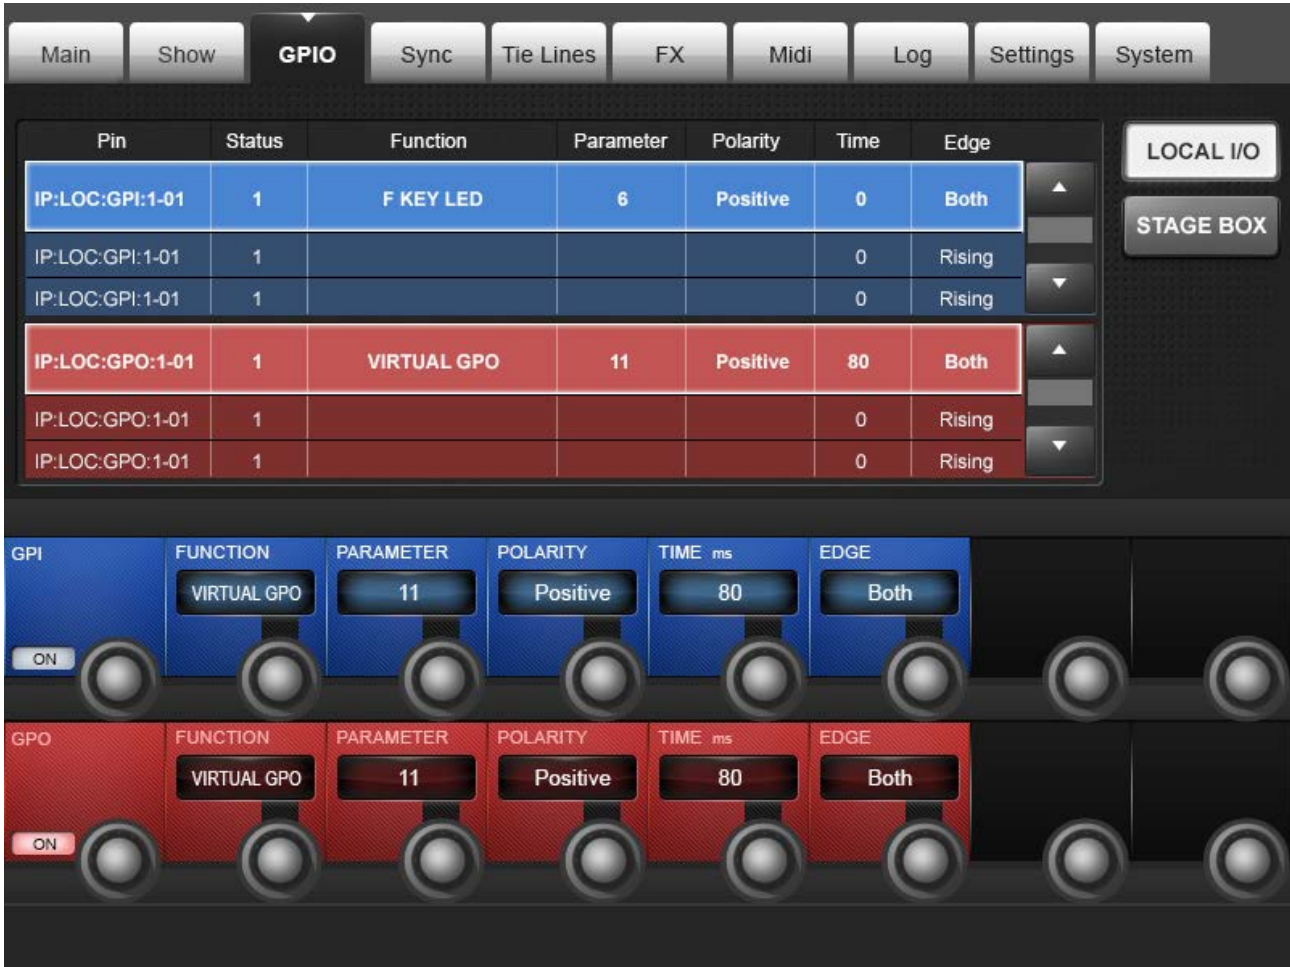 Main Show GPIO Sync Tie Lines FX Midi Log Settings System
Pin Status Function Parameter Polarity Time Edge
LOCAL I/O
IP:LOC:GPI:1-01 1 F KEY LED 6 Positive 0 Both
STAGE BOX
IP:LOC:GPI:1-01 1 0 Rising
IP:LOC:GPI:1-01 1 0 Rising
IP:LOC:GPO:1-01 1 VIRTUAL GPO 11 Positive 80 Both
IP:LOC:GPO:1-01 1 0 Rising
IP:LOC:GPO:1-01 1 0 Rising
GPI FUNCTION PARAMETER POLARITY TIME ms EDGE
VIRTUAL GPO 11 Positive 80 Both
ON
GPO FUNCTION PARAMETER POLARITY TIME ms EDGE
VIRTUAL GPO 11 Positive 80 Both
ON